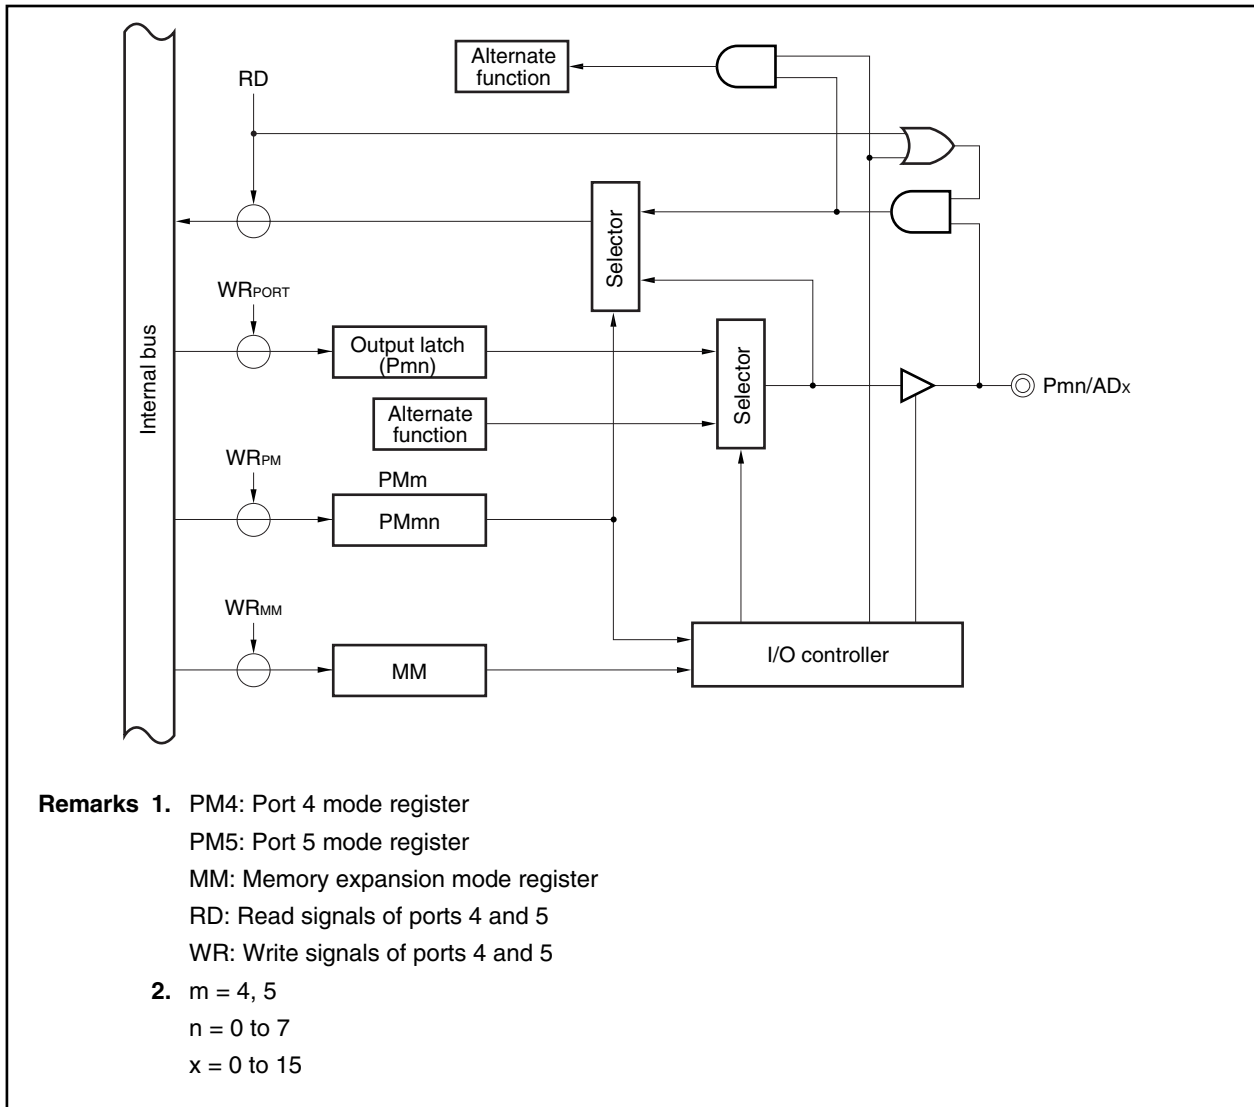 Alternate
function
RD
Selector
WRPORT
Output latch
(Pmn)
Selector
Internal bus
Pmn/ADx
Alternate
function
WRPM
PMm
PMmn
WRMM
MM
I/O controller
Remarks 1. PM4: Port 4 mode register
PM5: Port 5 mode register
MM: Memory expansion mode register
RD: Read signals of ports 4 and 5
WR: Write signals of ports 4 and 5
2. m = 4, 5
n = 0 to 7
x = 0 to 15